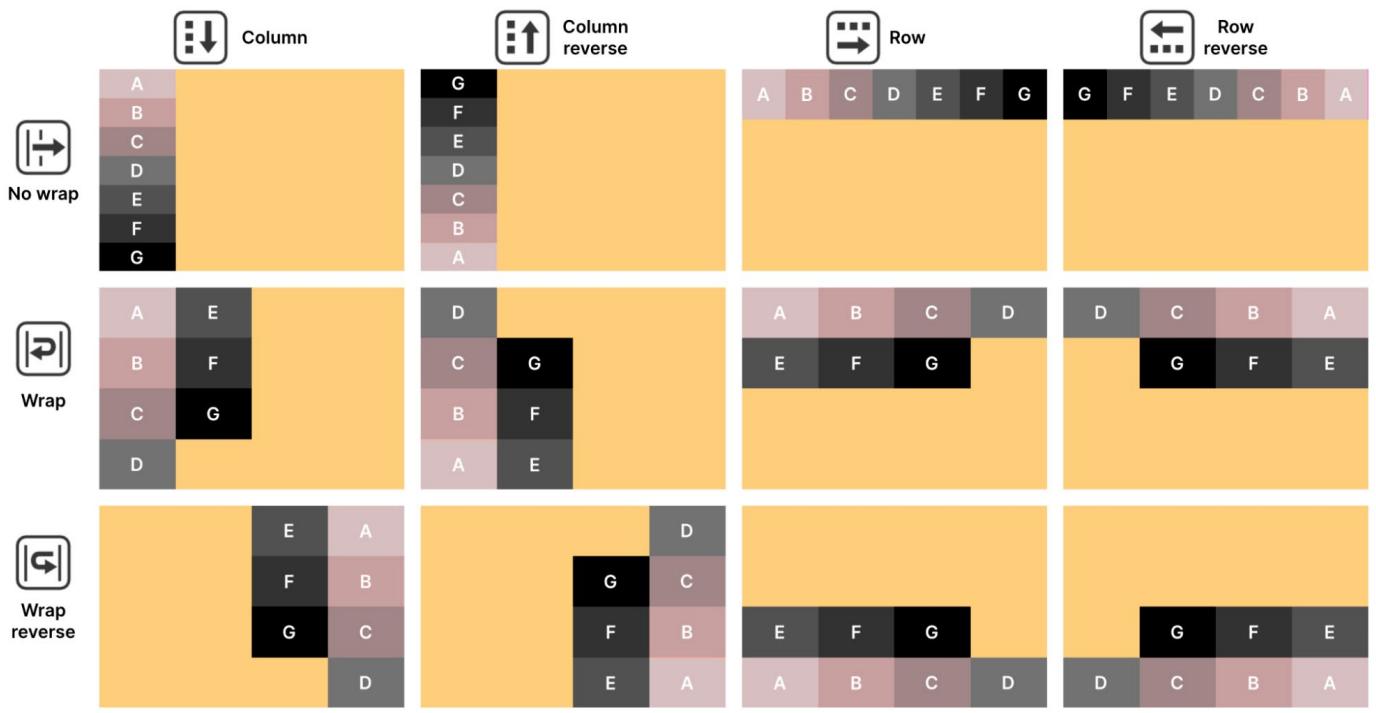 Column
Column
reverse
Row
Row
reverse
No wrap
A
B
C
D
E
F
G
G
F
E
D
C
B
A
A B C D E F G
G F E D C B A
Wrap
A E
B F
C G
D
D
C G
B F
A E
A B C D
E F G
D C B A
G F E
Wrap
reverse
E A
F B
G C
D
D
G C
F B
E A
E F G
A B C D
G F E
D C B A